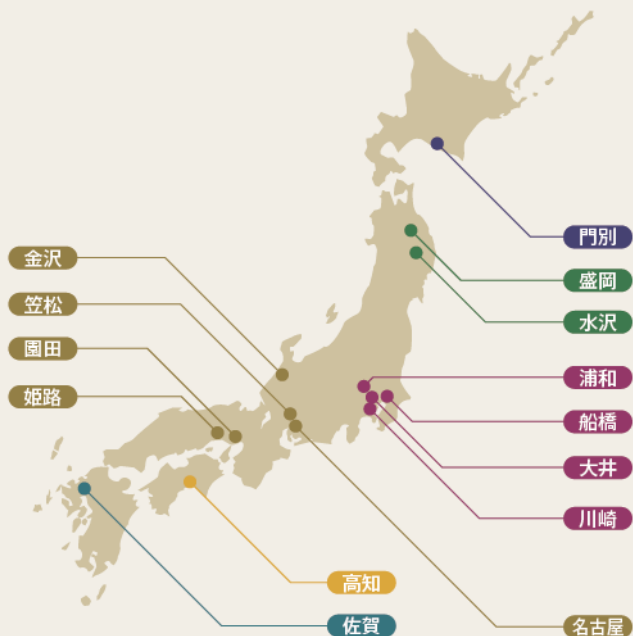 門別
盛岡
水沢
浦和
船橋
大井
川崎
金沢
笠松
園田
姫路
高知
佐賀
名古屋